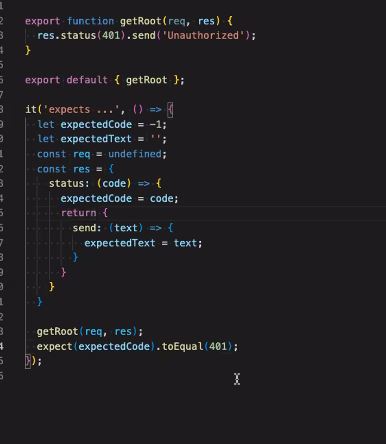 1
2 export function getRoot(req, res) {
3   res.status(401).send('Unauthorized');
4 }
5
6 export default { getRoot };
7
8 it('expects ...', () => {
9   let expectedCode = -1;
0   let expectedText = '';
1   const req = undefined;
2   const res = {
3     status: (code) => {
4       expectedCode = code;
5       return {
6         send: (text) => {
7           expectedText = text;
8         }
9       }
0     }
1   }
2
3   getRoot(req, res);
4   expect(expectedCode).toEqual(401);
5 });
6